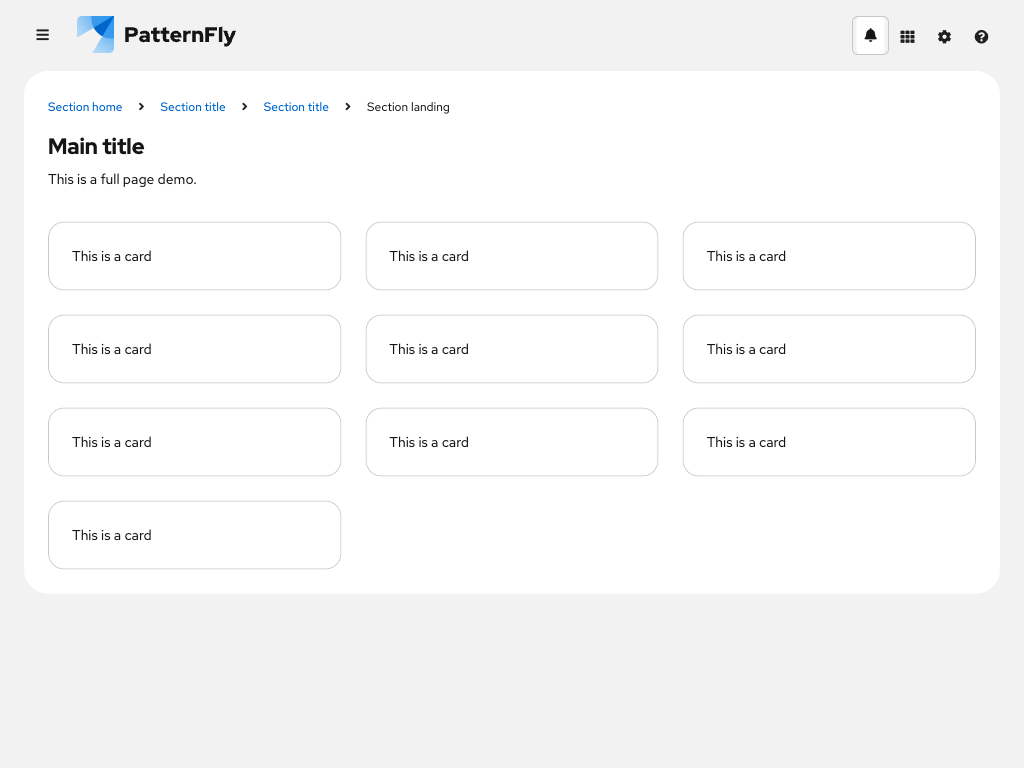 PatternFly
Section home Section title Section title Section landing
Main title
This is a full page demo.
This is a card This is a card This is a card
This is a card This is a card This is a card
This is a card This is a card This is a card
This is a card